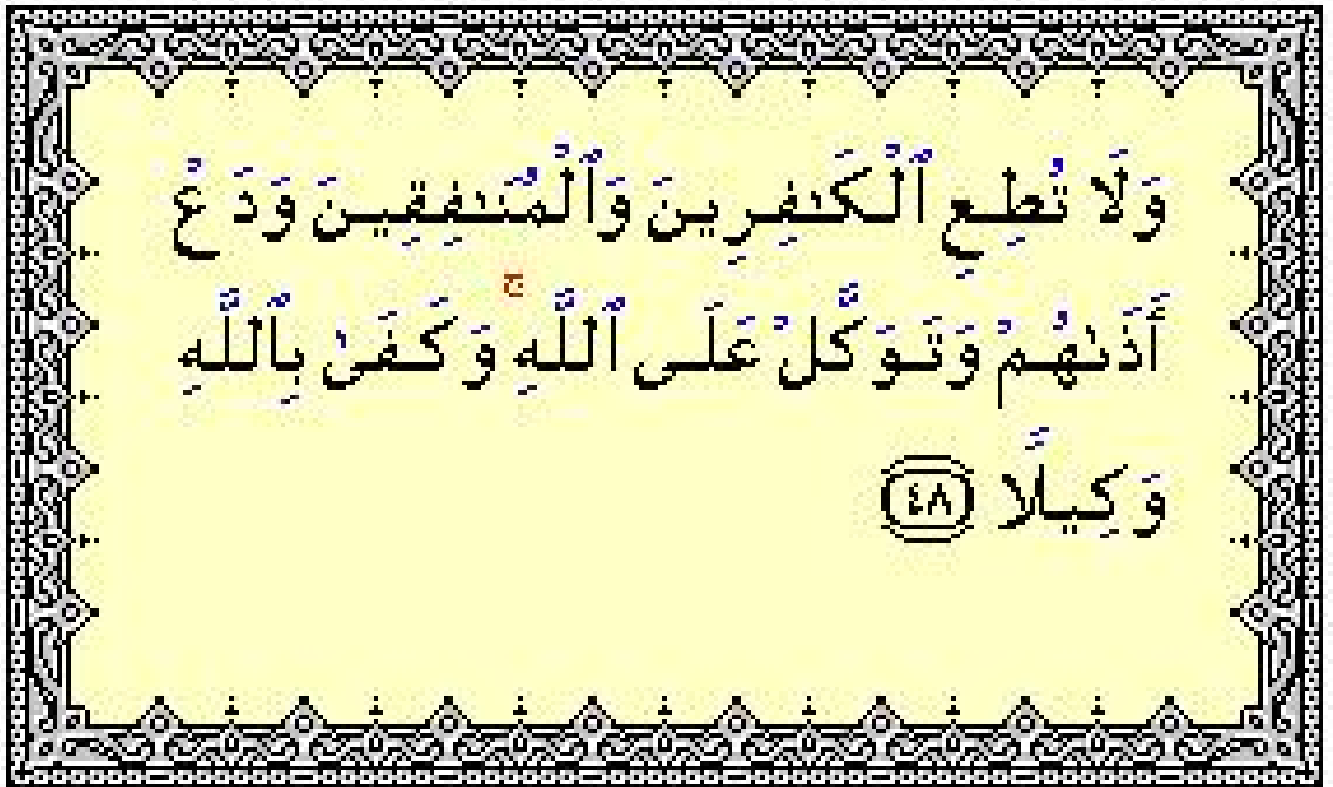 وَلَا تُطِعِ ٱلْكَـٰفِرِينَ وَٱلْمُنَـٰفِقِينَ وَدَعْ
أَذَىٰهُمْ وَتَوَكَّلْ عَلَى ٱللَّهِ ۚ وَكَفَىٰ بِٱللَّهِ
وَكِيلًا ٤٨